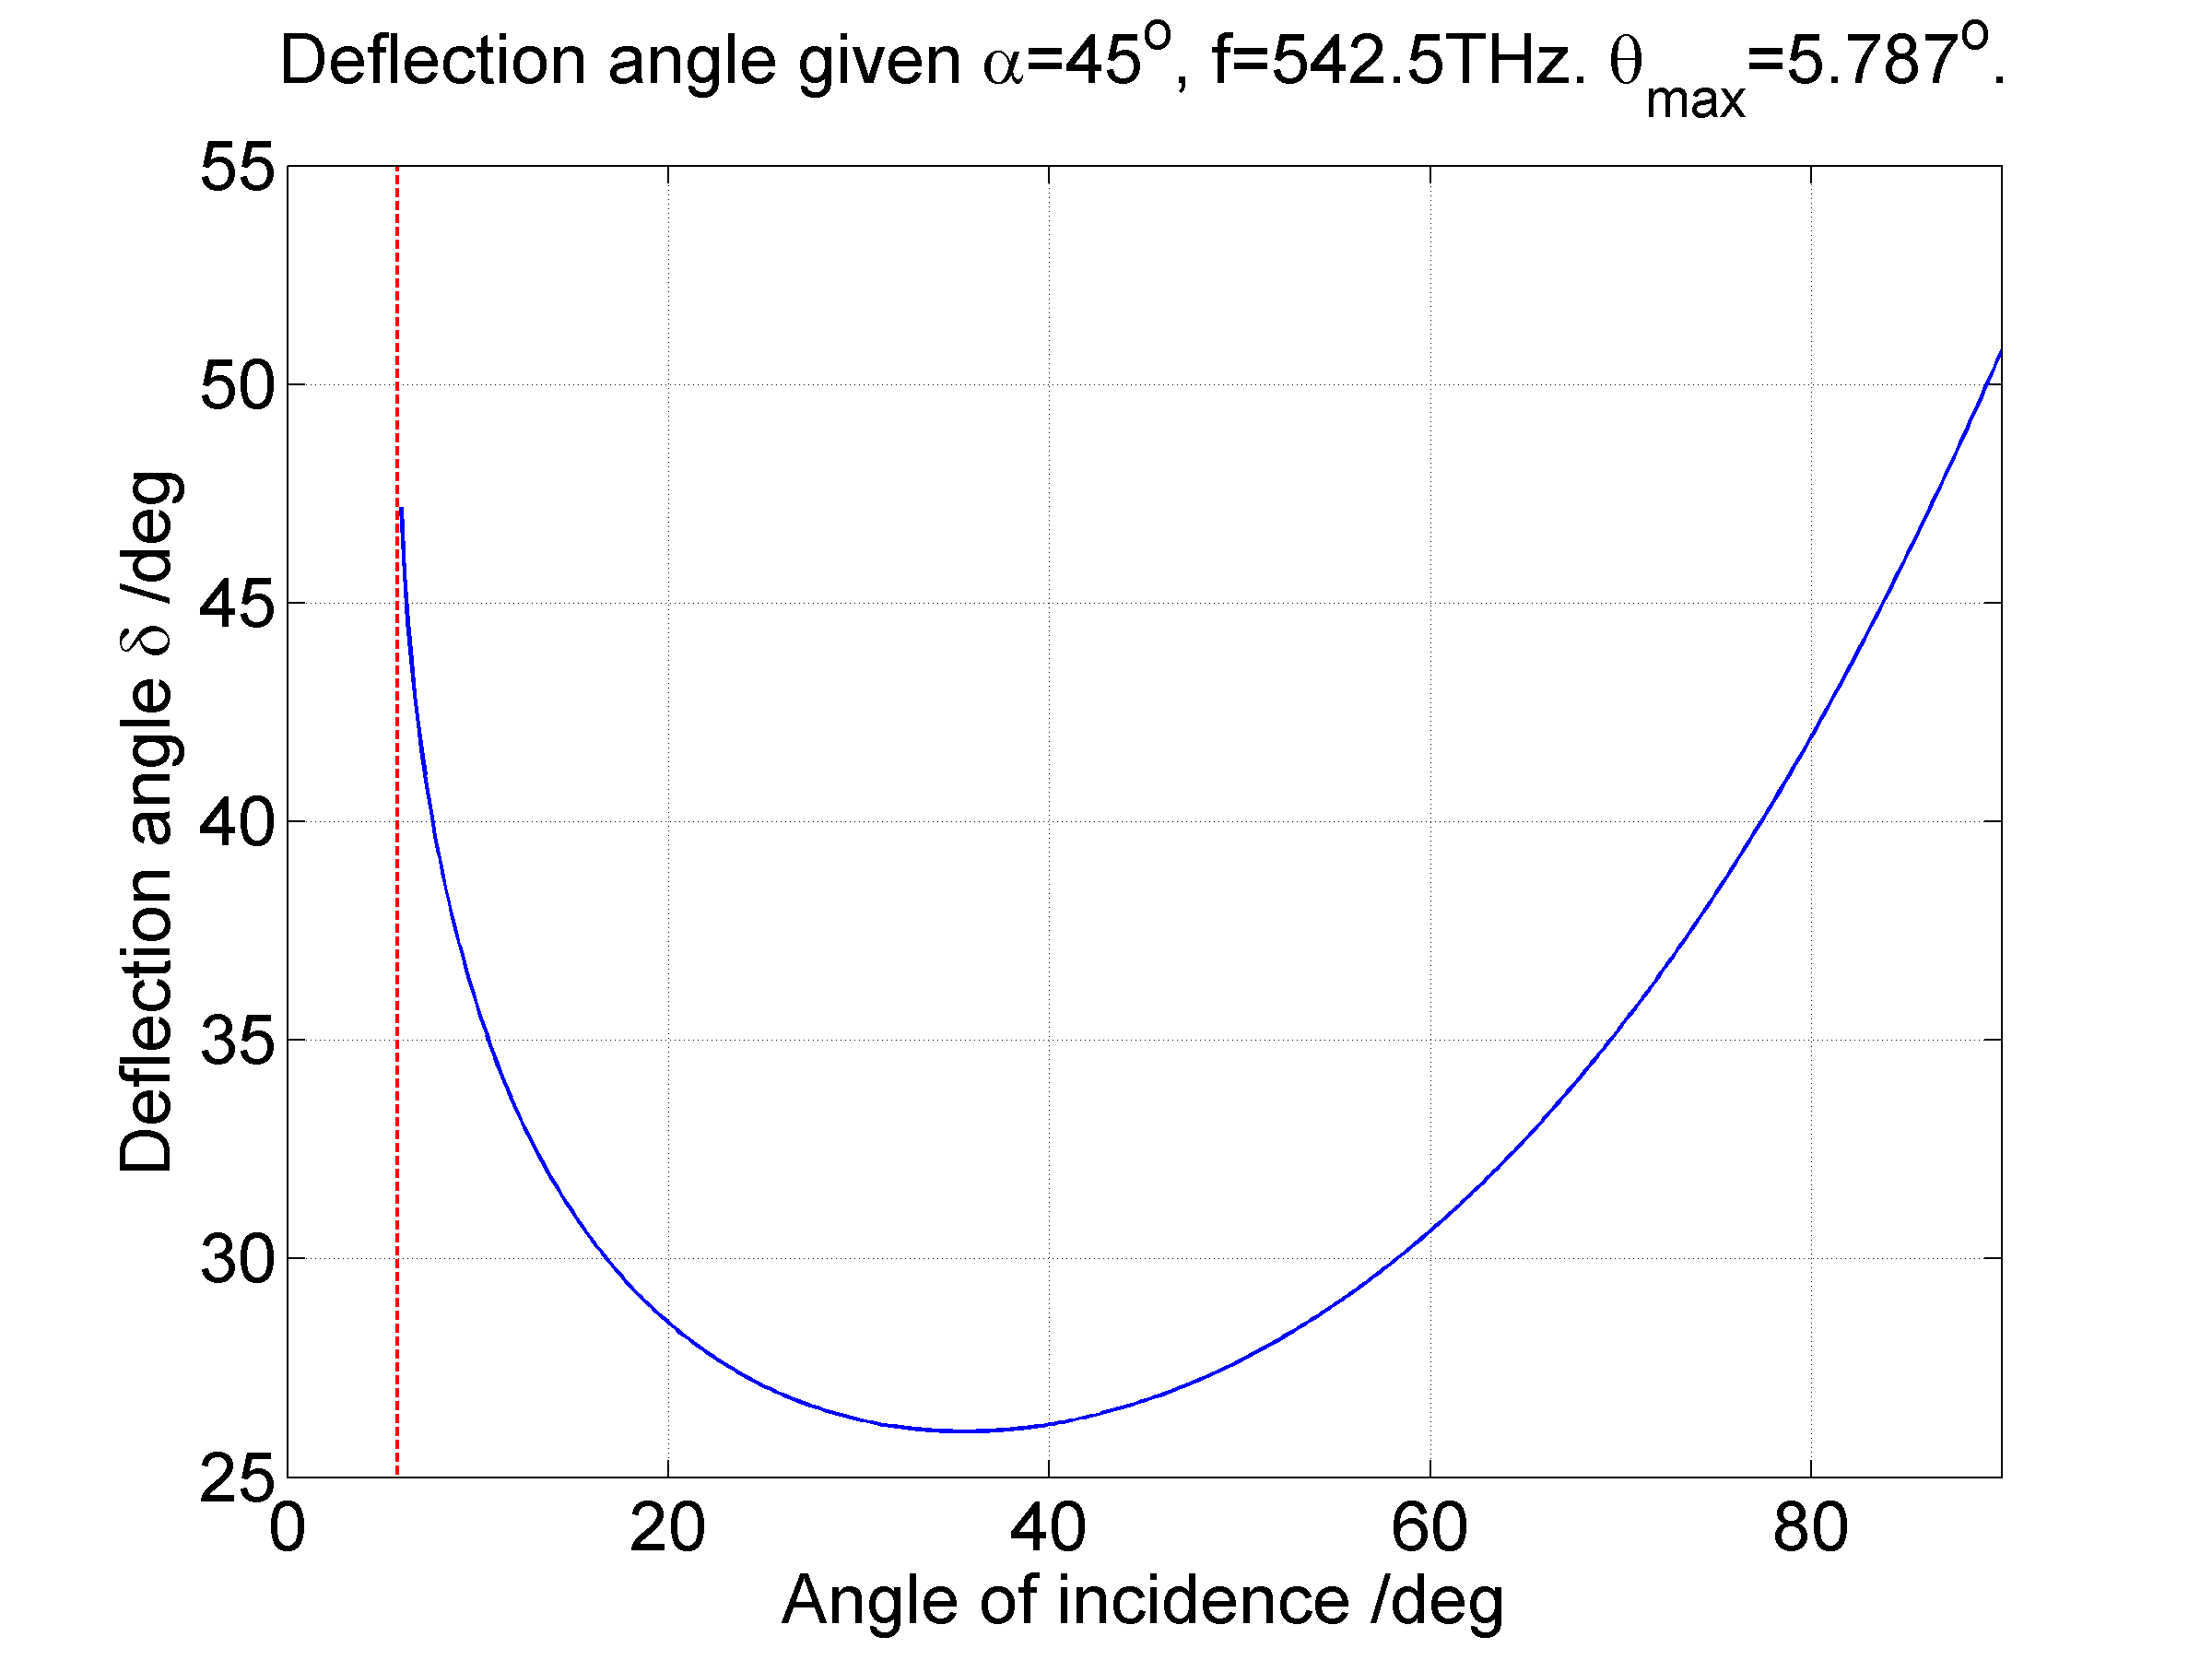 Deflection angle given α=45°, f=542.5THz. θmax=5.787°.
Deflection angle δ /deg
55
50
45
40
35
30
25
0 20 40 60 80
Angle of incidence /deg